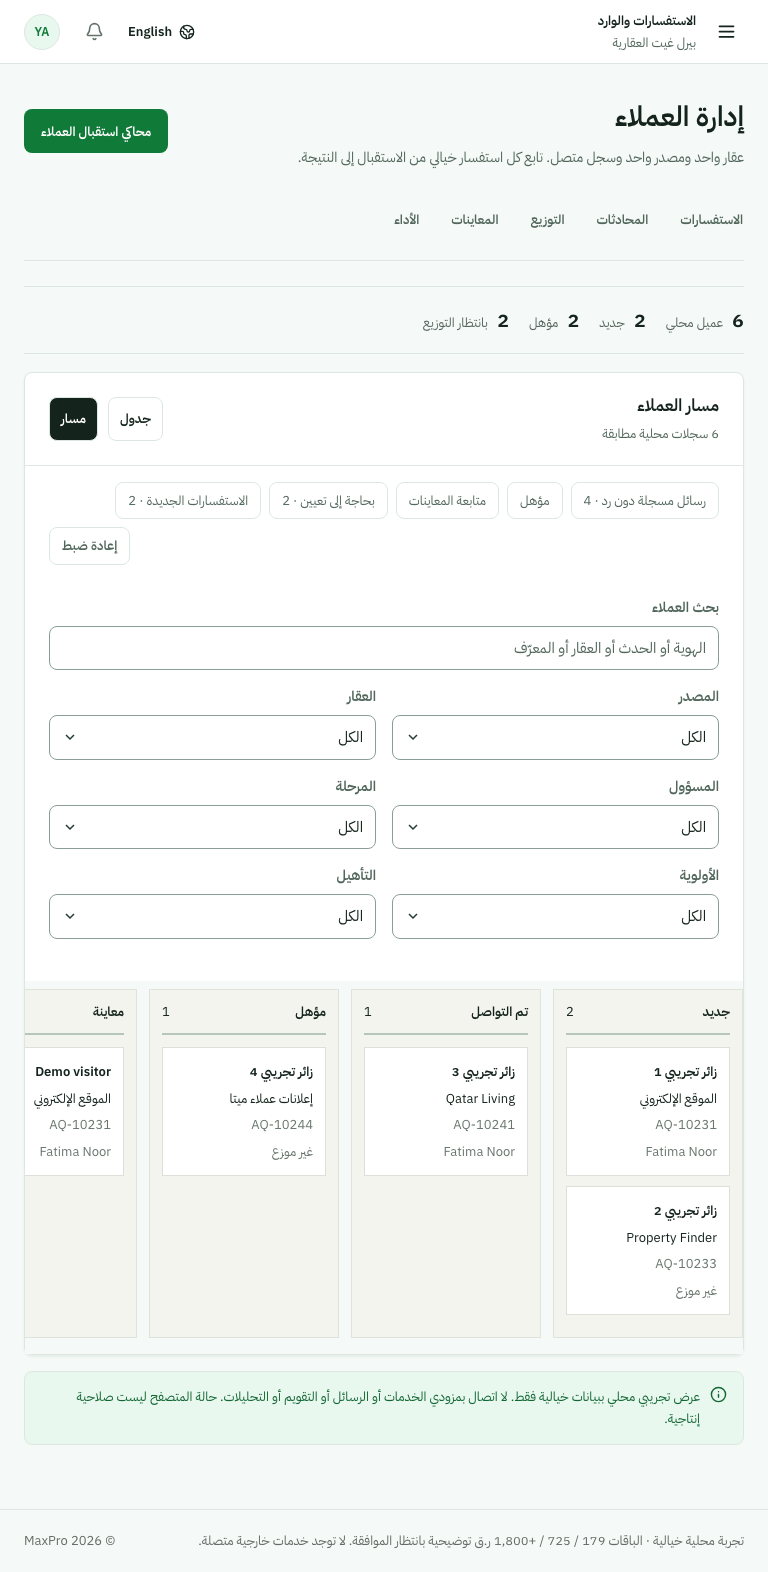 الاستفسارات والوارد
بيرل غيت العقارية
English
YA
إدارة العملاء
عقار واحد ومصدر واحد وسجل متصل. تابع كل استفسار خيالي من الاستقبال إلى النتيجة.
محاكي استقبال العملاء
الاستفسارات
المحادثات
التوزيع
المعاينات
الأداء
6 عميل محلي
2 جديد
2 مؤهل
2 بانتظار التوزيع
مسار العملاء
6 سجلات محلية مطابقة
جدول
مسار
رسائل مسجلة دون رد · 4
مؤهل
متابعة المعاينات
بحاجة إلى تعيين · 2
الاستفسارات الجديدة · 2
إعادة ضبط
بحث العملاء
الهوية أو الحدث أو العقار أو المعرّف
المصدر
الكل
العقار
الكل
المسؤول
الكل
المرحلة
الكل
الأولوية
الكل
التأهيل
الكل
جديد 2
زائر تجريبي 1
الموقع الإلكتروني
AQ-10231
Fatima Noor
زائر تجريبي 2
Property Finder
AQ-10233
غير موزع
تم التواصل 1
زائر تجريبي 3
Qatar Living
AQ-10241
Fatima Noor
مؤهل 1
زائر تجريبي 4
إعلانات عملاء ميتا
AQ-10244
غير موزع
معاينة
Demo visitor
الموقع الإلكتروني
AQ-10231
Fatima Noor
عرض تجريبي محلي ببيانات خيالية فقط. لا اتصال بمزودي الخدمات أو الرسائل أو التقويم أو التحليلات. حالة المتصفح ليست صلاحية
إنتاجية.
تجربة محلية خيالية · الباقات 179 / 725 / +1,800 ر.ق توضيحية بانتظار الموافقة. لا توجد خدمات خارجية متصلة.
© 2026 MaxPro